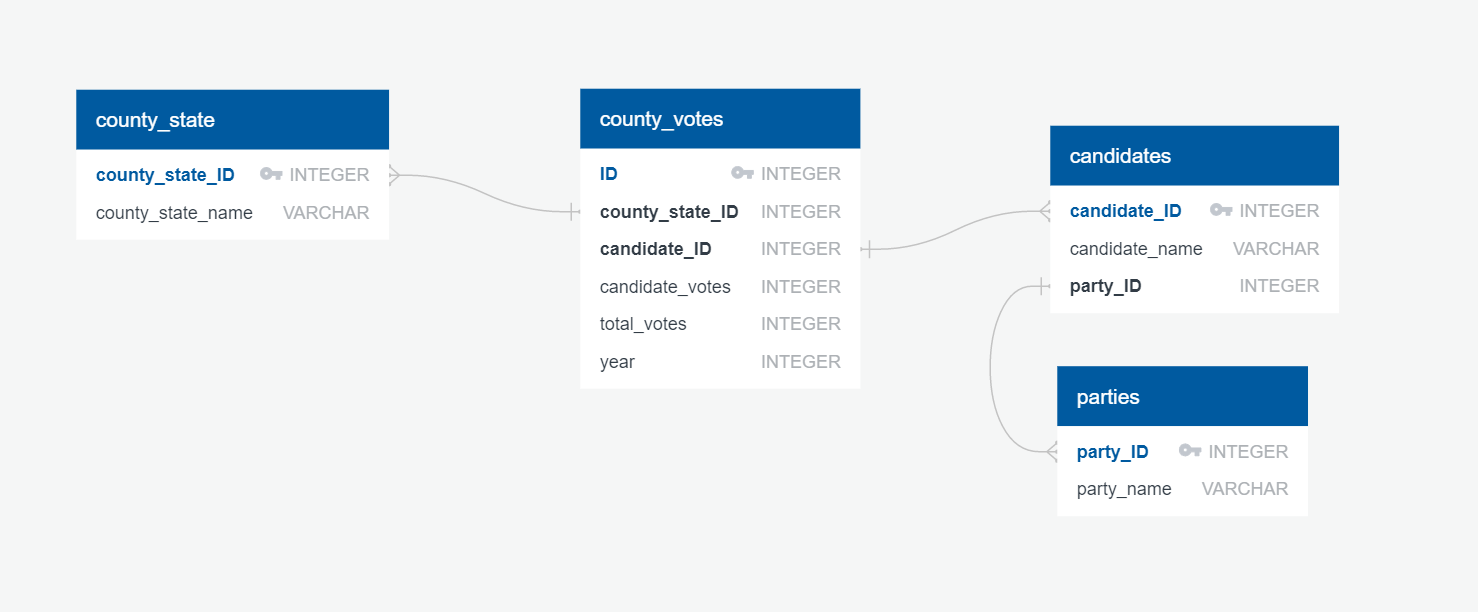 county_state
county_state_ID INTEGER
county_state_name VARCHAR
county_votes
ID INTEGER
county_state_ID INTEGER
candidate_ID INTEGER
candidate_votes INTEGER
total_votes INTEGER
year INTEGER
candidates
candidate_ID INTEGER
candidate_name VARCHAR
party_ID INTEGER
parties
party_ID INTEGER
party_name VARCHAR